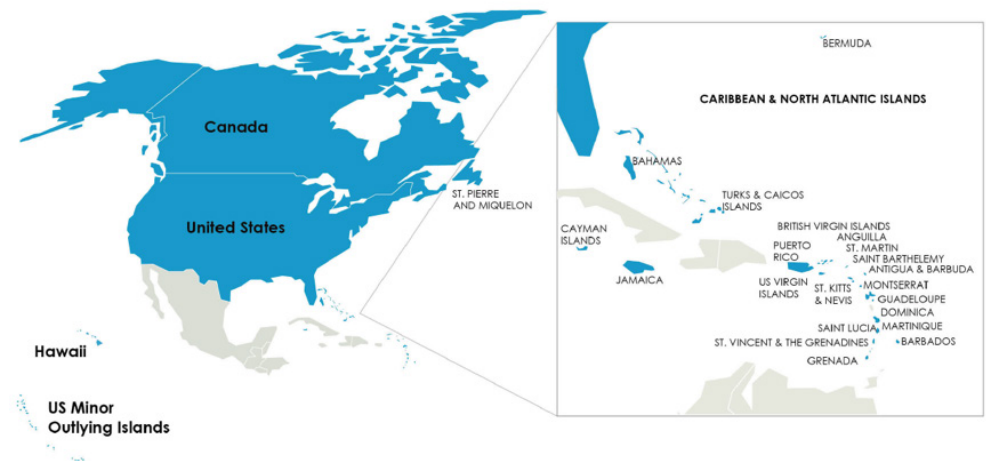 Canada
United States
ST. PIERRE
AND MIQUELON
Hawaii
US Minor
Outlying Islands
BERMUDA
CARIBBEAN & NORTH ATLANTIC ISLANDS
BAHAMAS
TURKS & CAICOS
ISLANDS
CAYMAN
ISLANDS
JAMAICA
BRITISH VIRGIN ISLANDS
ANGUILLA
PUERTO
RICO
ST. MARTIN
SAINT BARTHELEMY
ANTIGUA & BARBUDA
US VIRGIN
ISLANDS
ST. KITTS
& NEVIS
MONTSERRAT
GUADELOUPE
DOMINICA
SAINT LUCIA
MARTINIQUE
ST. VINCENT & THE GRENADINES
BARBADOS
GRENADA